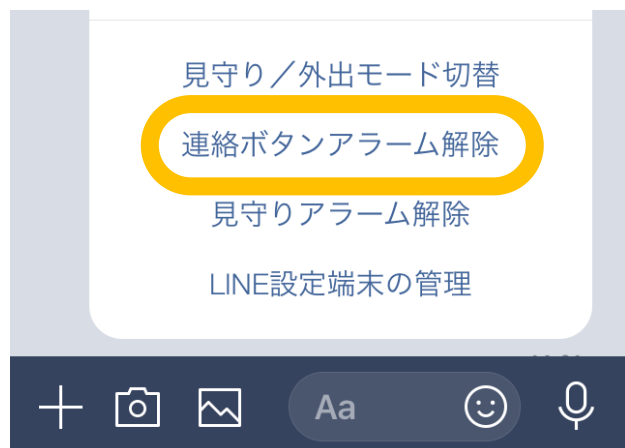 見守り／外出モード切替
連絡ボタンアラーム解除
見守りアラーム解除
LINE設定端末の管理
Aa